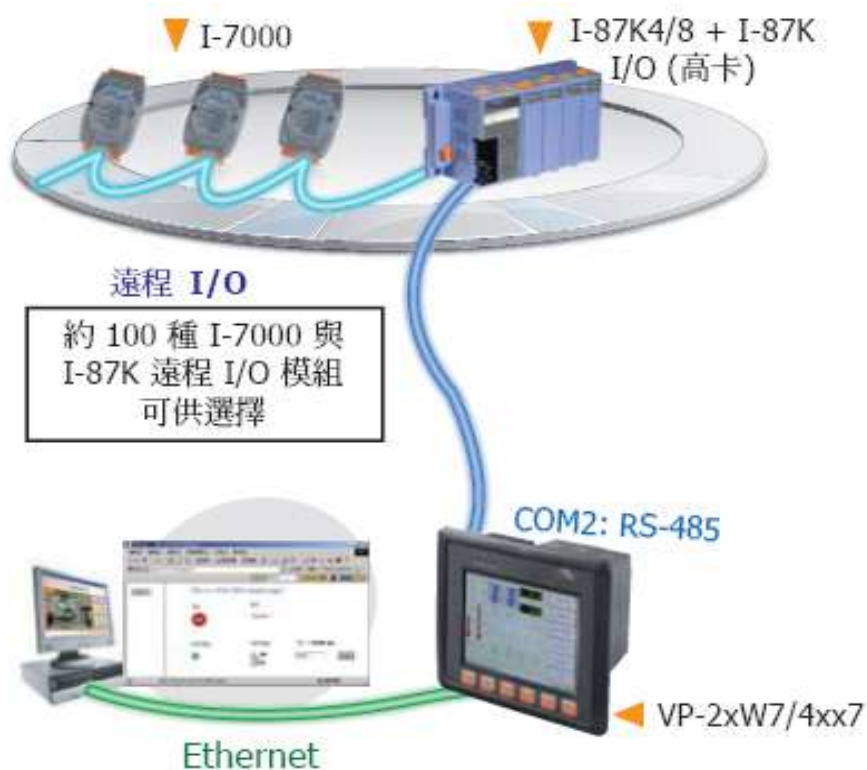 I-7000
I-87K4/8 + I-87K
I/O (高卡)
遠程 I/O
約 100 種 I-7000 與
I-87K 遠程 I/O 模組
可供選擇
COM2: RS-485
VP-2xW7/4xx7
Ethernet